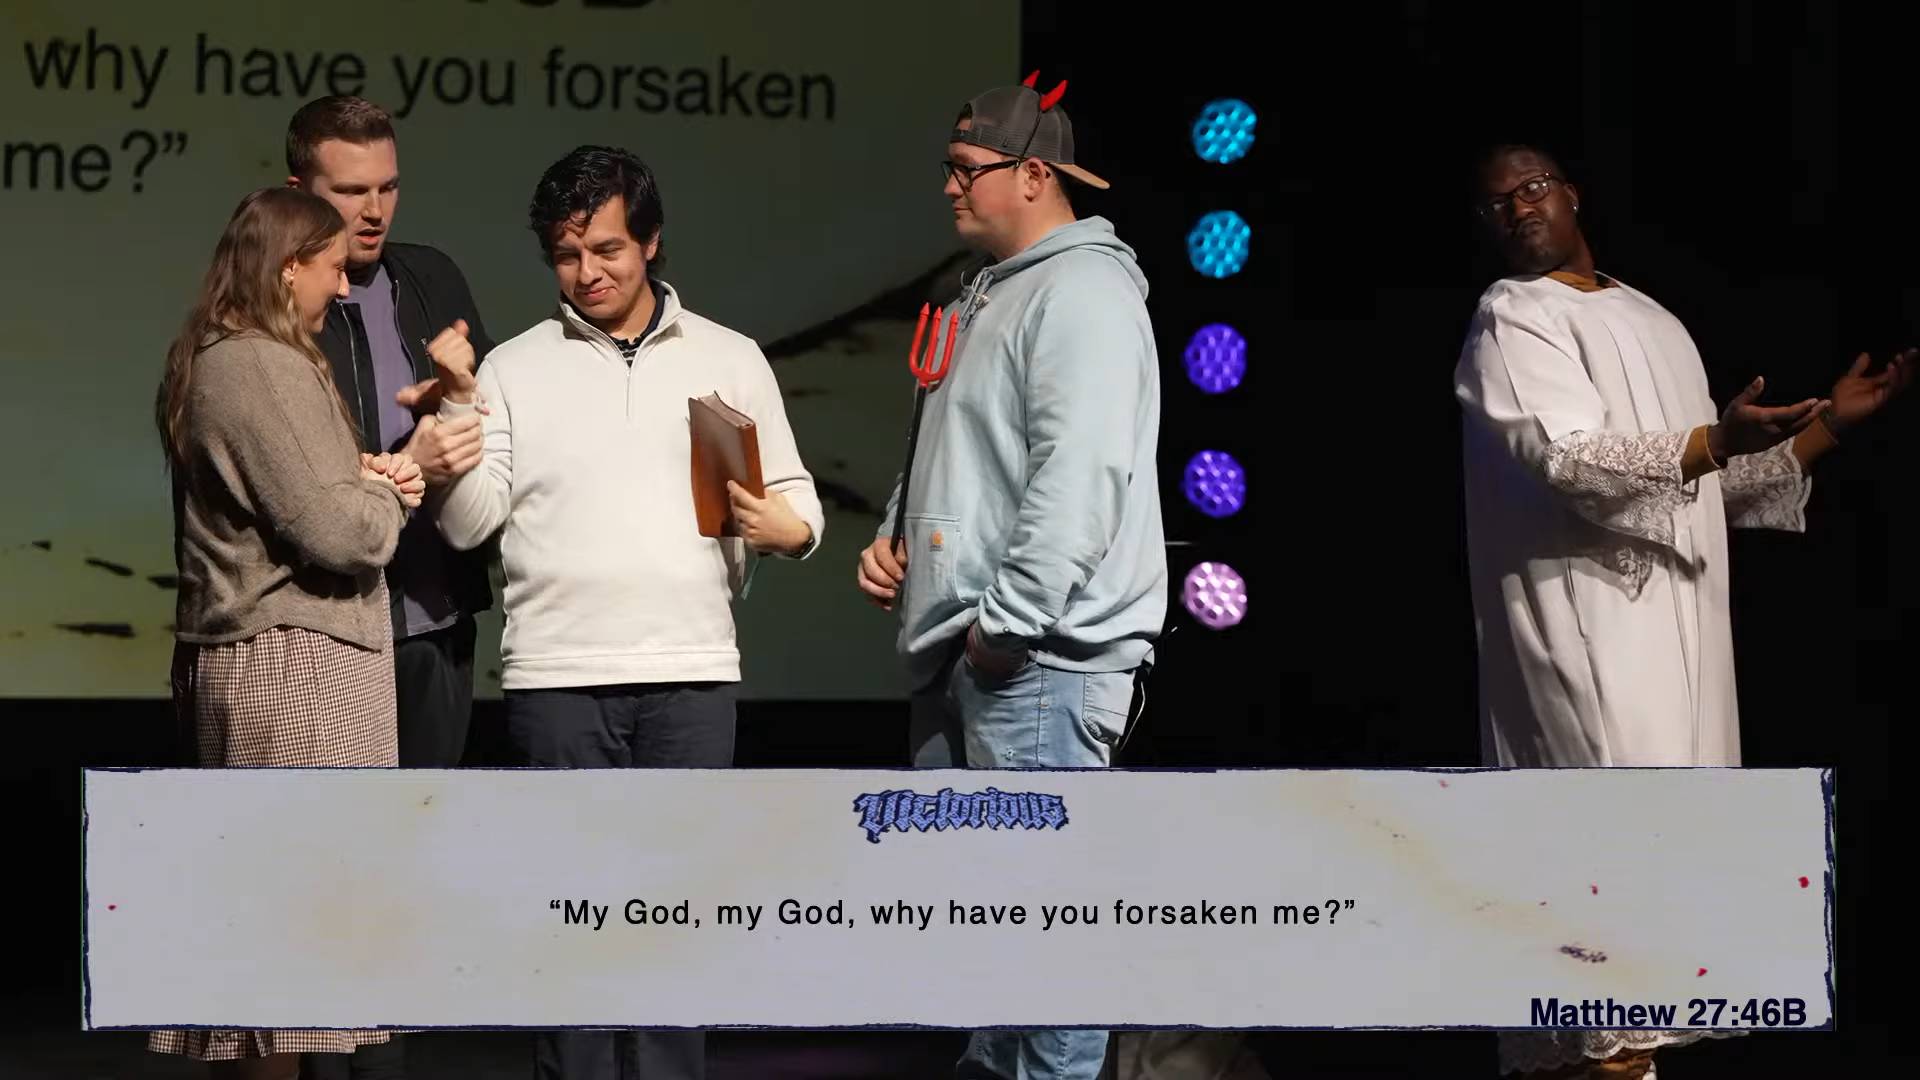 why have you forsaken
me?”
Victorious
“My God, my God, why have you forsaken me?”
Matthew 27:46B